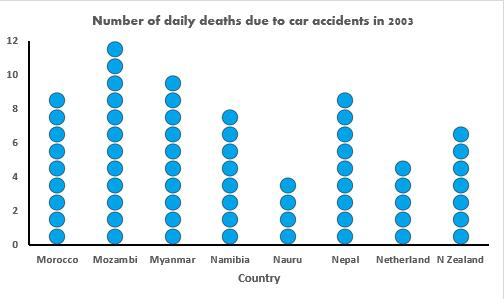 Number of daily deaths due to car accidents in 2003
12
10
8
6
4
2
0
Morocco Mozambi Myanmar Namibia Nauru Nepal Netherland N Zealand
Country